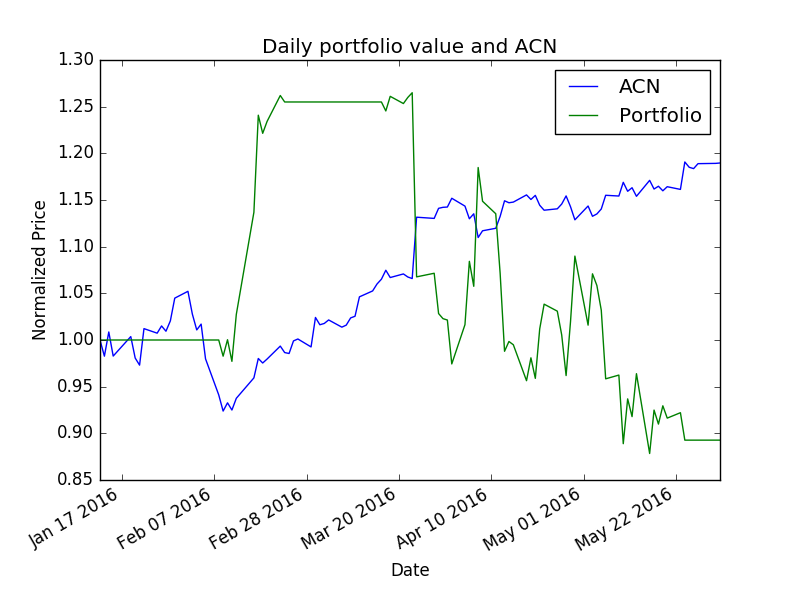 Daily portfolio value and ACN
1.30
1.25
1.20
1.15
1.10
1.05
1.00
0.95
0.90
0.85
Normalized Price
ACN
Portfolio
Jan 17 2016
Feb 07 2016
Feb 28 2016
Mar 20 2016
Apr 10 2016
May 01 2016
May 22 2016
Date